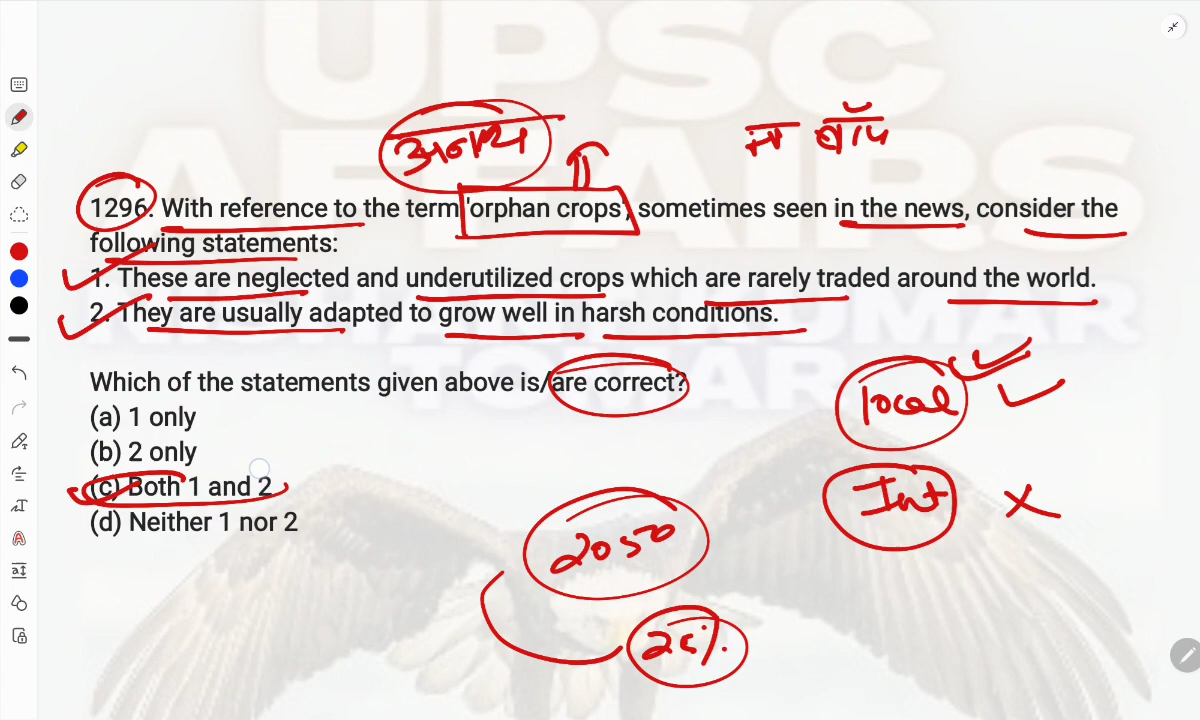 UPSC
AFFAIRS
अनाथ
1296. With reference to the term 'orphan crops', sometimes seen in the news, consider the
following statements:
1. These are neglected and underutilized crops which are rarely traded around the world.
2. They are usually adapted to grow well in harsh conditions.
Which of the statements given above is/are correct?
(a) 1 only
(b) 2 only
(c) Both 1 and 2
(d) Neither 1 nor 2
local
Int
2050
25%